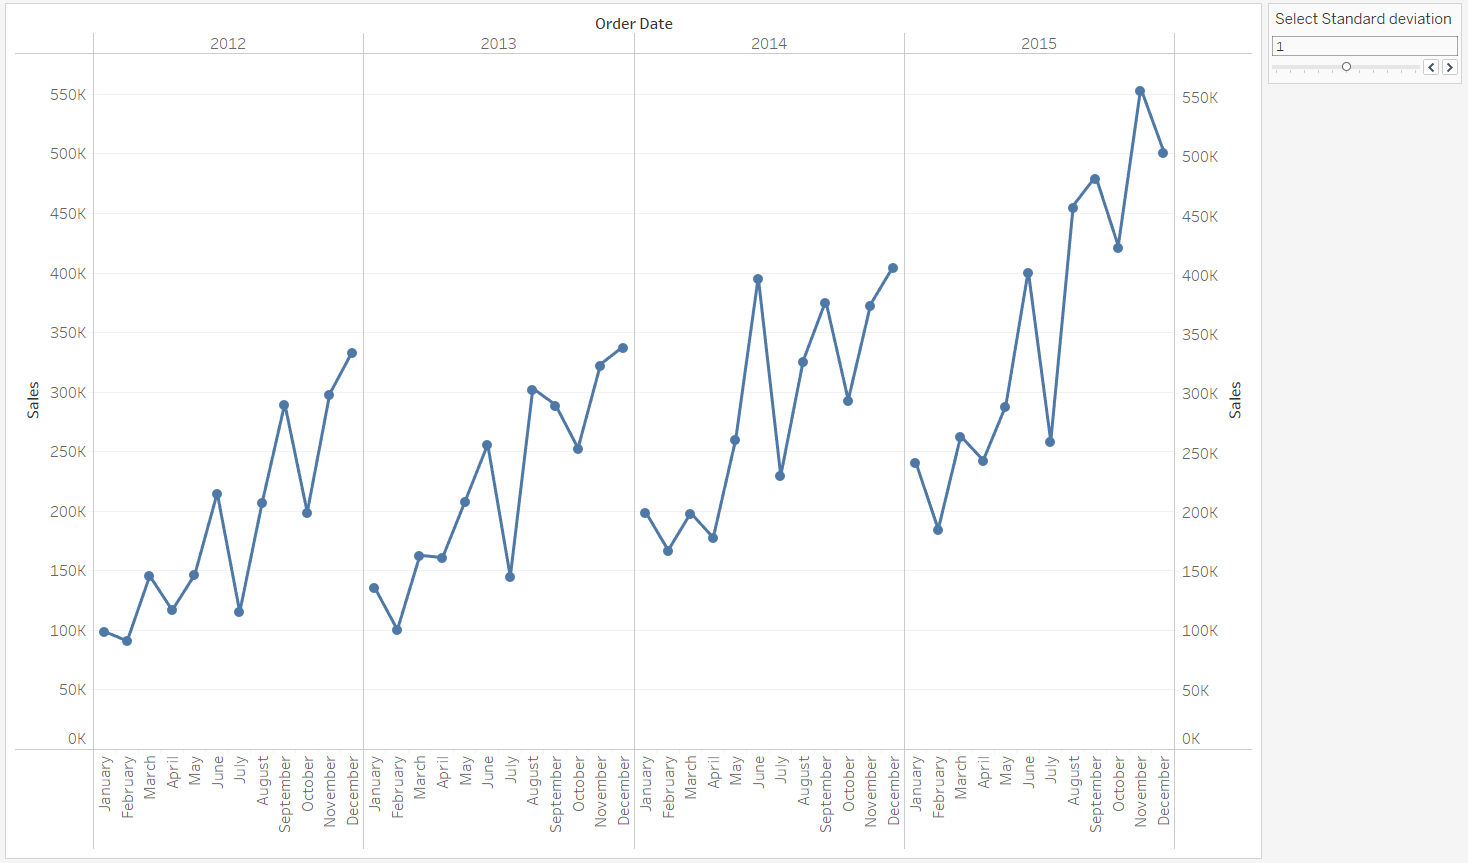 Order Date
2012 2013 2014 2015
550K
500K
450K
400K
350K
300K
250K
200K
150K
100K
50K
0K
Sales
550K
500K
450K
400K
350K
300K
250K
200K
150K
100K
50K
0K
Sales
January February March April May June July August September October November December
January February March April May June July August September October November December
January February March April May June July August September October November December
January February March April May June July August September October November December
Select Standard deviation
1